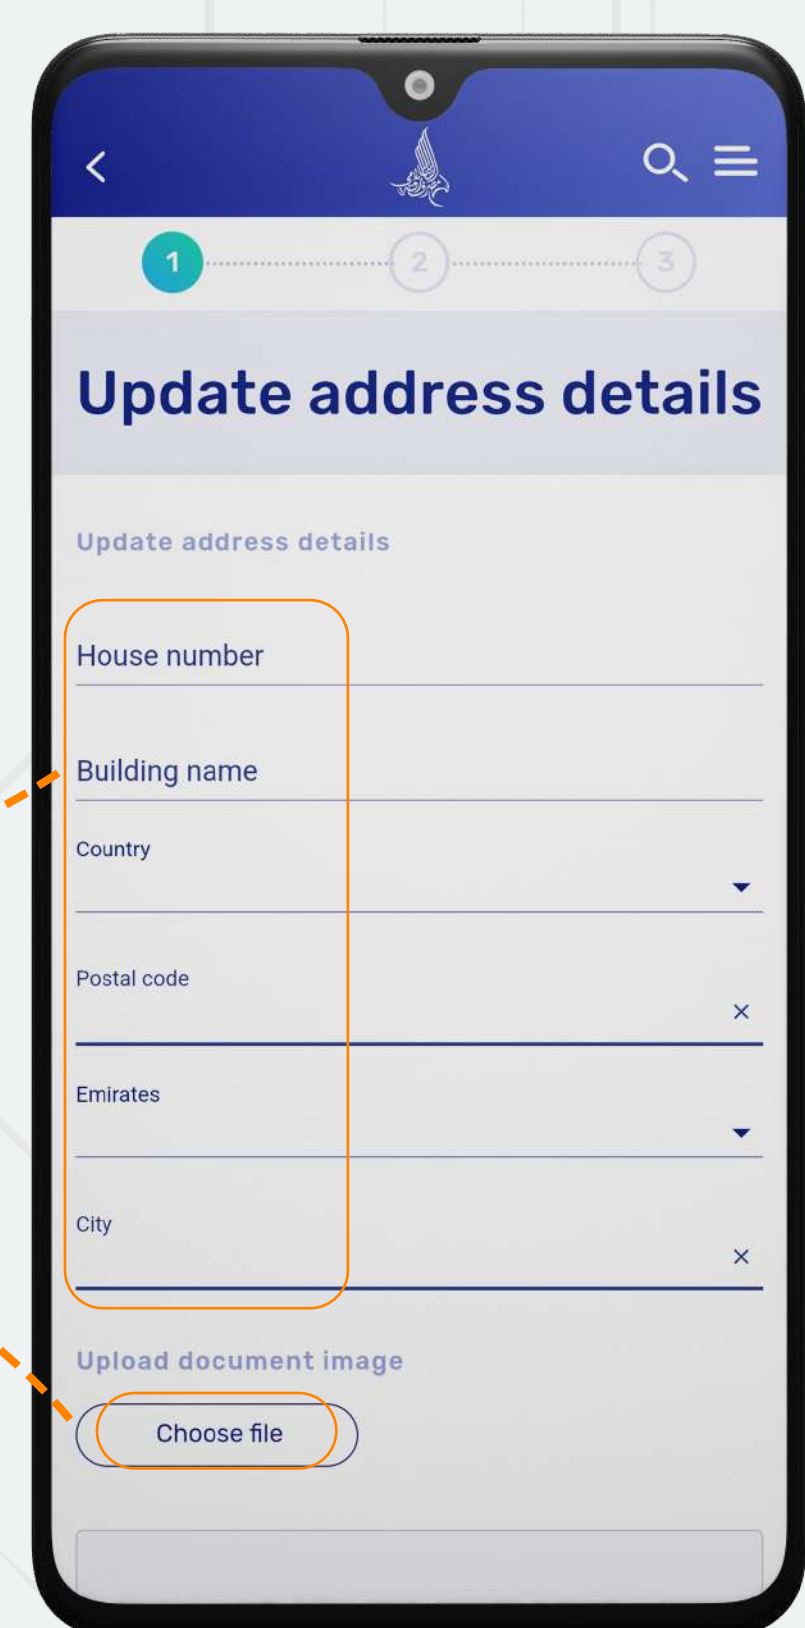 1
2
3
Update address details
Update address details
House number
Building name
Country
Postal code
Emirates
City
Upload document image
Choose file